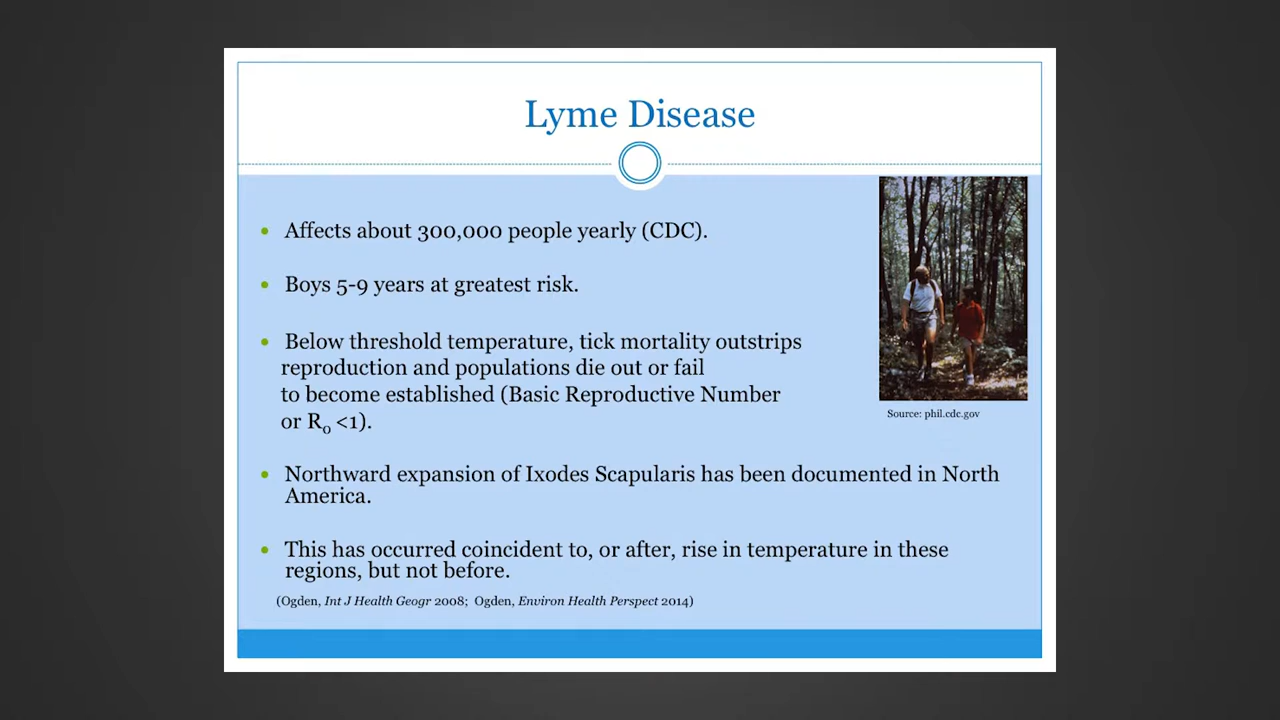 Lyme Disease
• Affects about 300,000 people yearly (CDC).
• Boys 5-9 years at greatest risk.
• Below threshold temperature, tick mortality outstrips
reproduction and populations die out or fail
to become established (Basic Reproductive Number
or R₀ <1).
Source: phil.cdc.gov
• Northward expansion of Ixodes Scapularis has been documented in North
America.
• This has occurred coincident to, or after, rise in temperature in these
regions, but not before.
(Ogden, Int J Health Geogr 2008; Ogden, Environ Health Perspect 2014)